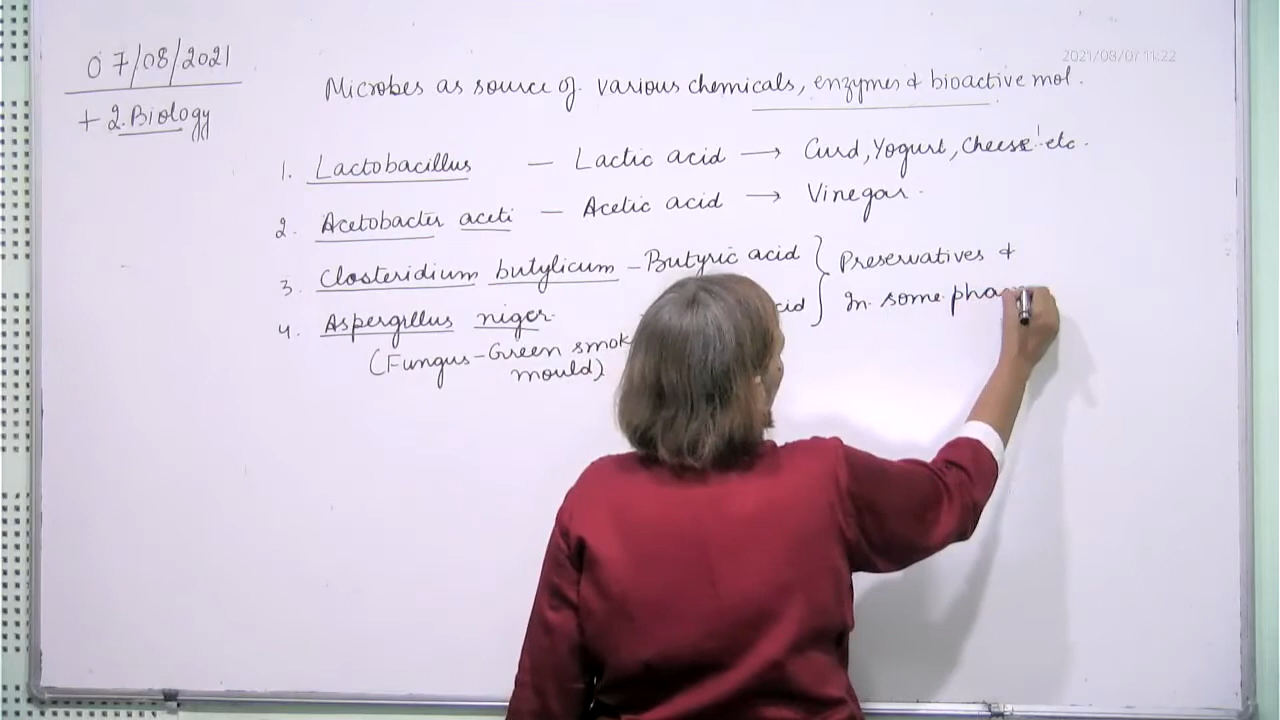 2021/08/07 11:22
07/08/2021
+2 Biology
Microbes as source of various chemicals, enzymes & bioactive mol.
1. Lactobacillus — Lactic acid → Curd, Yogurt, Cheese etc.
2. Acetobacter aceti — Acetic acid → Vinegar.
3. Closteridium butylicum – Butyric acid } Preservatives &
4. Aspergillus niger. cid } In some pha
(Fungus – Green smok
mould)